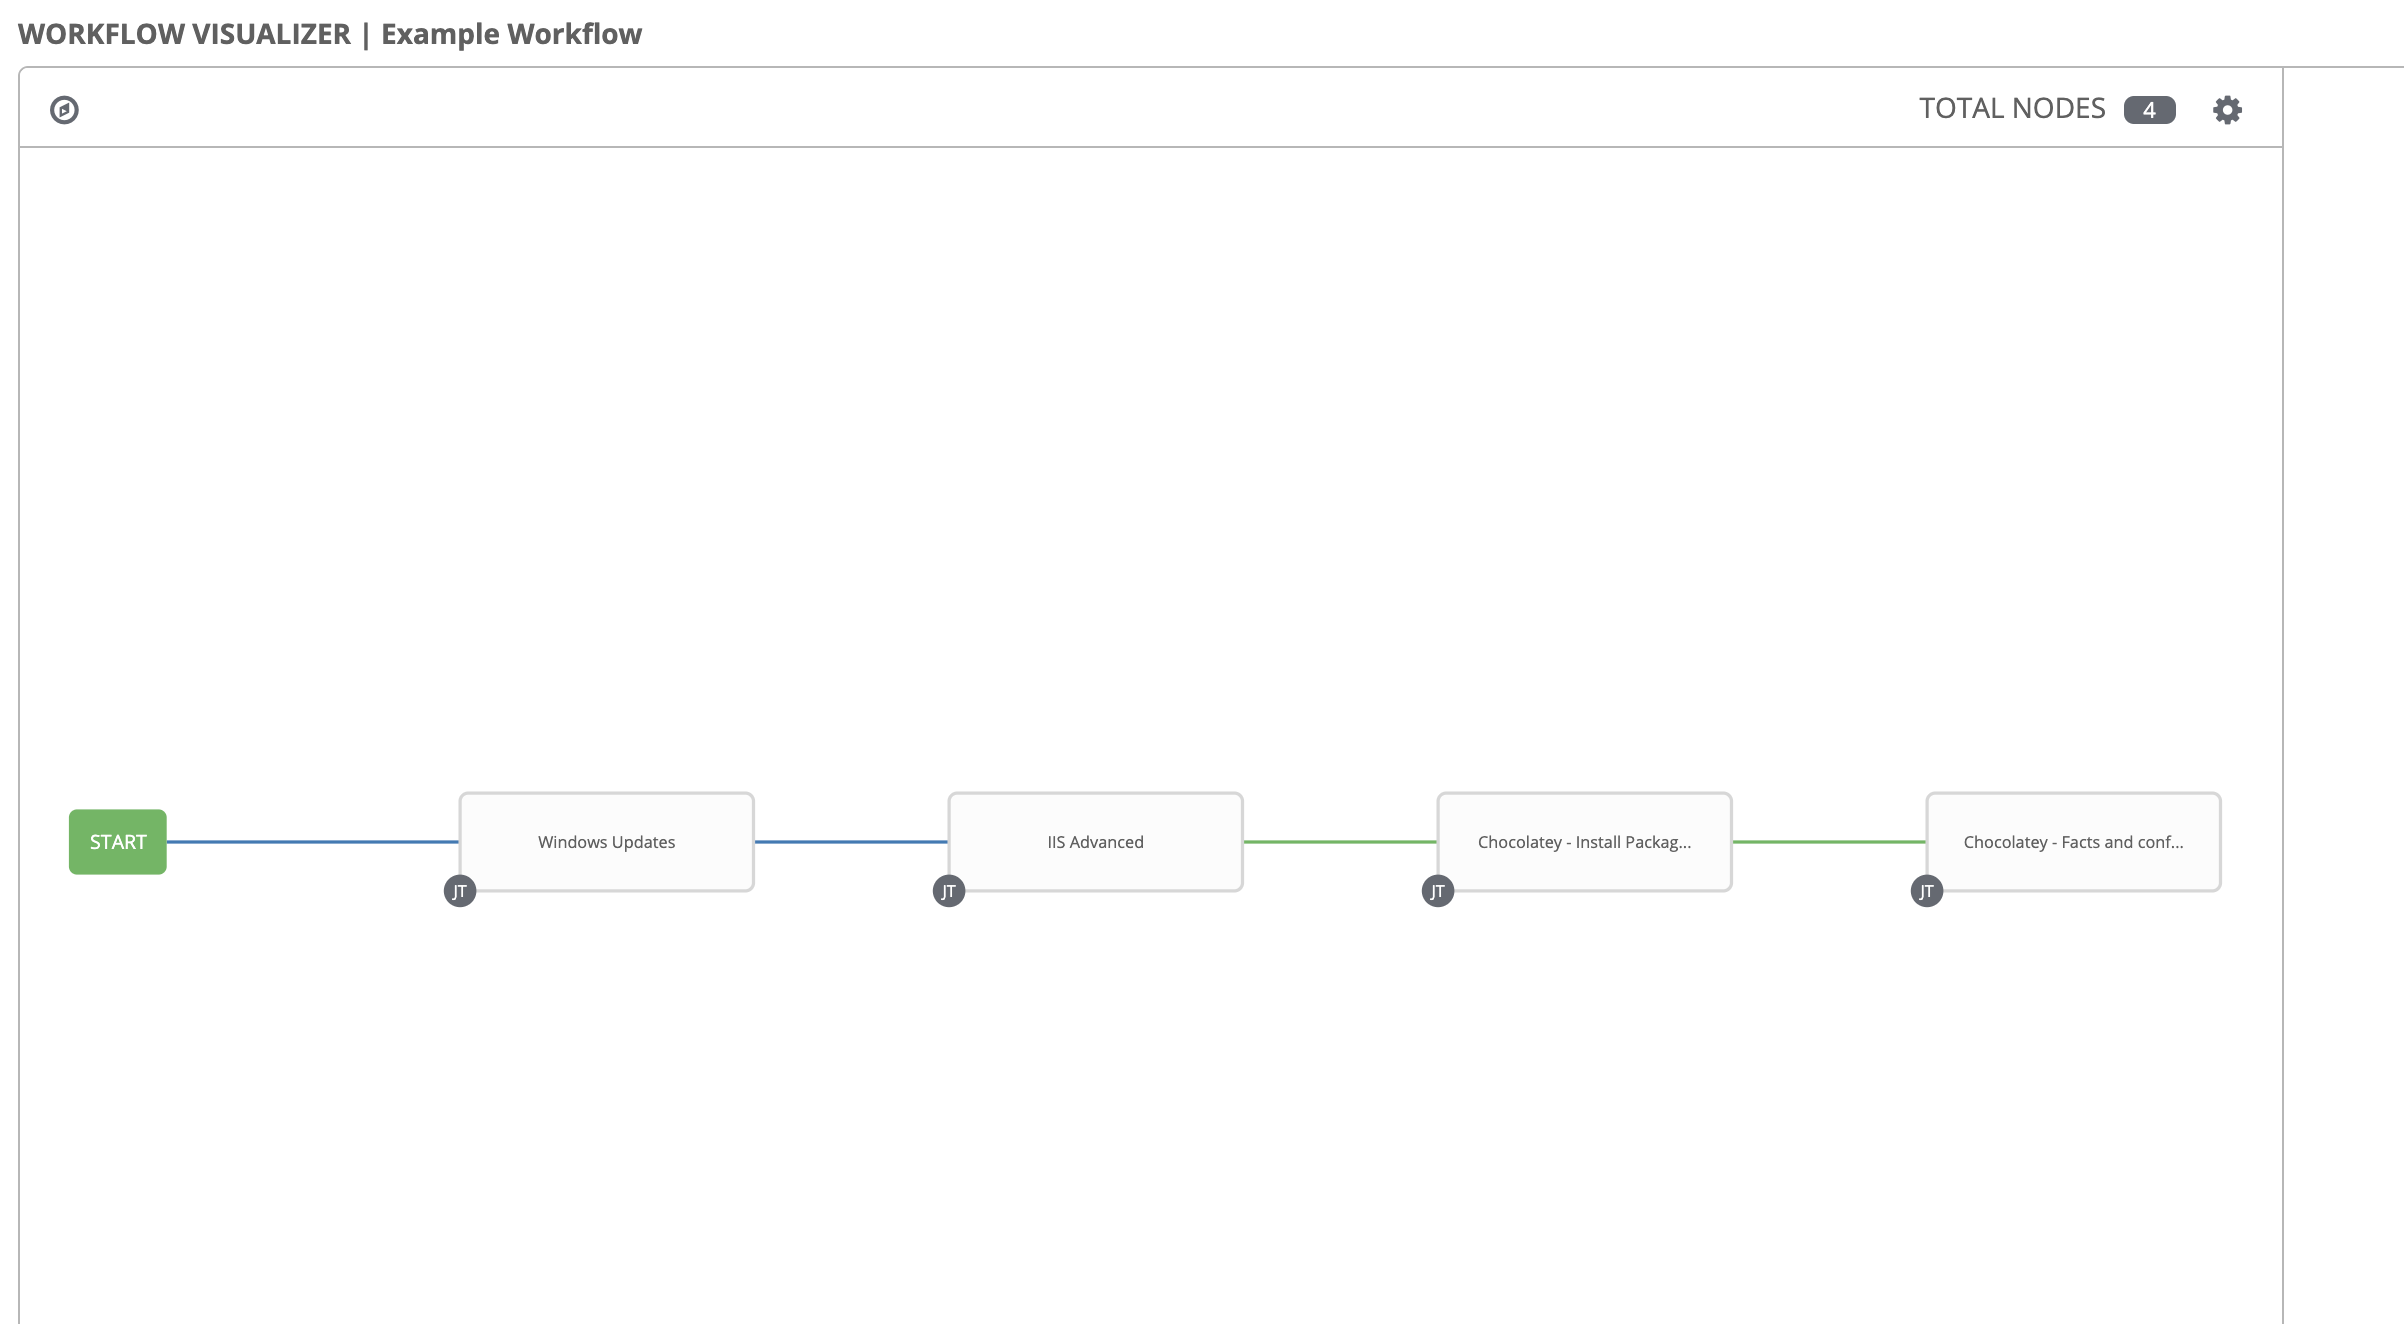 WORKFLOW VISUALIZER | Example Workflow
TOTAL NODES 4
START
Windows Updates
IIS Advanced
Chocolatey - Install Packag...
Chocolatey - Facts and conf...
JT
JT
JT
JT